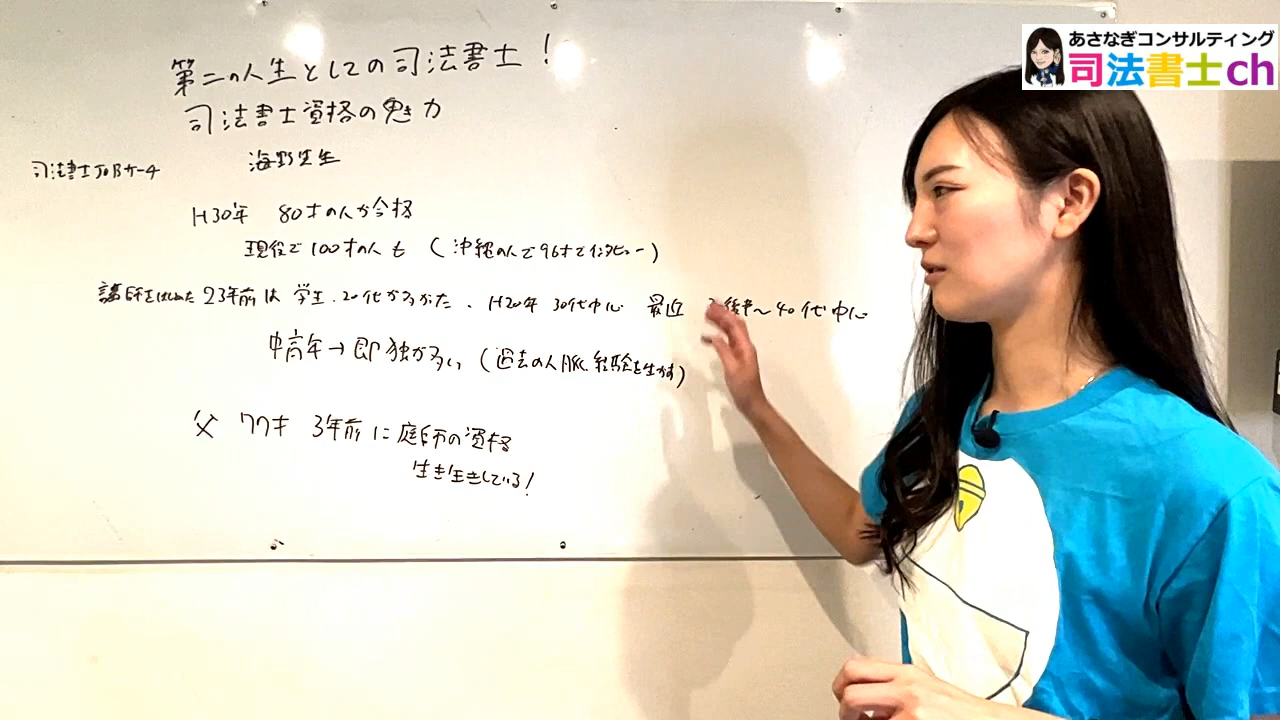 あさなぎコンサルティング
司法書士ch
第二の人生としての司法書士！
司法書士資格の魅力
司法書士JOBサーチ 海野先生
H30年 80才の人が合格
現役で100才の人も (沖縄の人で96才でインタビュー)
講師をはじめた23年前は 学生.20代が多かた、H20年 30代中心 最近 後半〜40代中心
中高年→即独が多い (過去の人脈.経験を生かす)
父 77才 3年前に庭師の資格
生き生きしている!